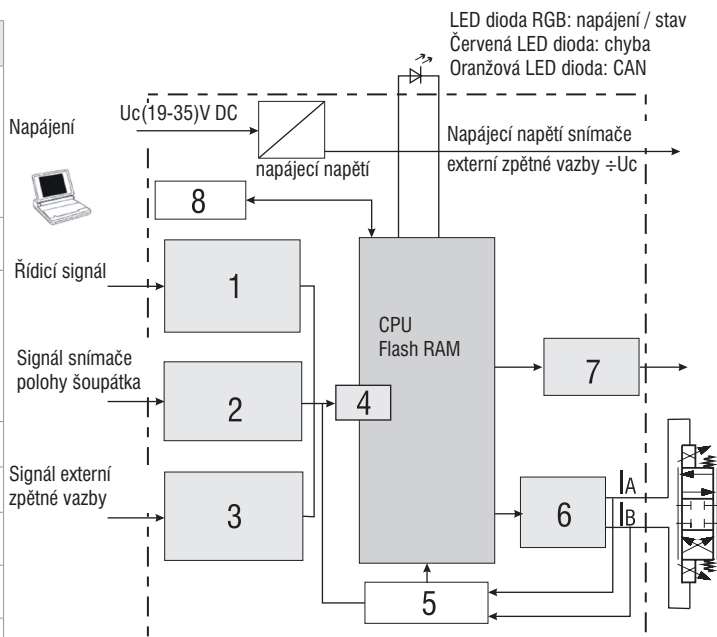 LED dioda RGB: napájení / stav
Červená LED dioda: chyba
Oranžová LED dioda: CAN
Napájení
Uc(19-35)V DC
napájecí napětí
Napájecí napětí snímače
externí zpětné vazby ÷Uc
8
Řídicí signál
1
CPU
Flash RAM
Signál snímače
polohy šoupátka
2
4
7
Signál externí
zpětné vazby
3
6
IA
IB
5